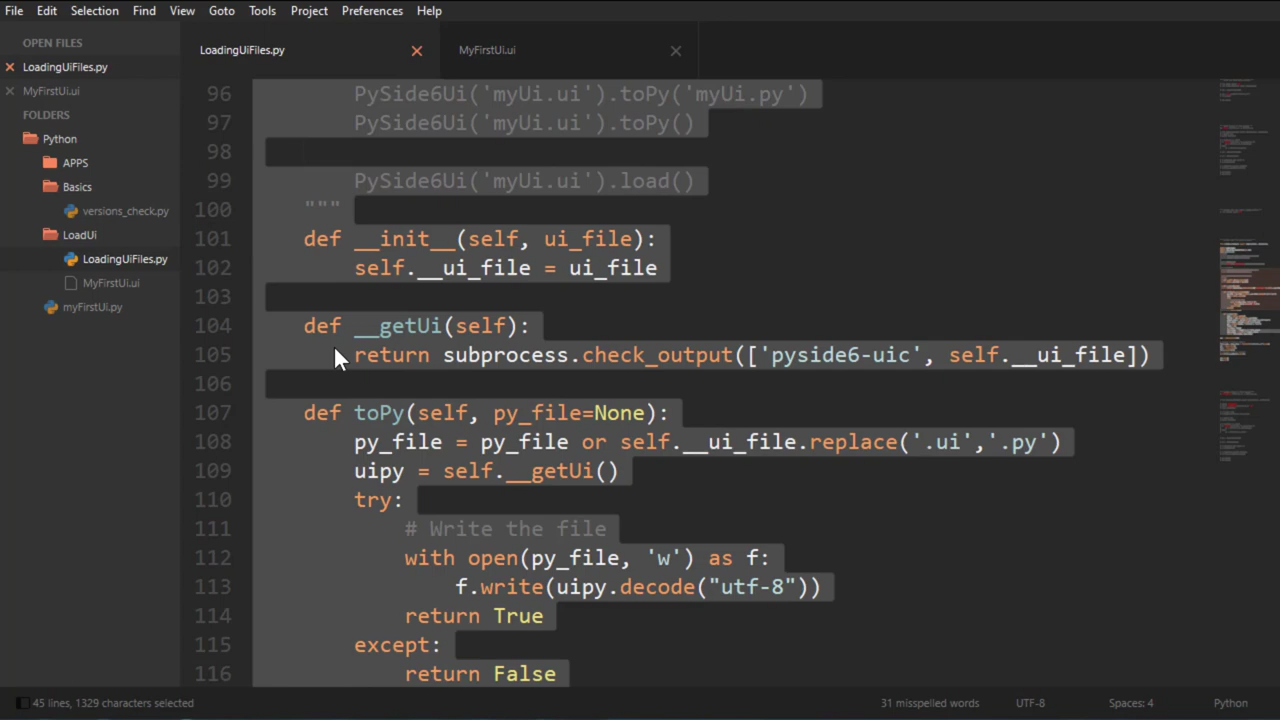 File Edit Selection Find View Goto Tools Project Preferences Help
OPEN FILES
LoadingUiFiles.py
MyFirstUi.ui
FOLDERS
Python
APPS
Basics
versions_check.py
LoadUi
LoadingUiFiles.py
MyFirstUi.ui
myFirstUi.py
LoadingUiFiles.py MyFirstUi.ui
96 PySide6Ui('myUi.ui').toPy('myUi.py')
97 PySide6Ui('myUi.ui').toPy()
98
99 PySide6Ui('myUi.ui').load()
100 """
101 def __init__(self, ui_file):
102 self.__ui_file = ui_file
103
104 def __getUi(self):
105 return subprocess.check_output(['pyside6-uic', self.__ui_file])
106
107 def toPy(self, py_file=None):
108 py_file = py_file or self.__ui_file.replace('.ui','.py')
109 uipy = self.__getUi()
110 try:
111 # Write the file
112 with open(py_file, 'w') as f:
113 f.write(uipy.decode("utf-8"))
114 return True
115 except:
116 return False
45 lines, 1329 characters selected 31 misspelled words UTF-8 Spaces: 4 Python